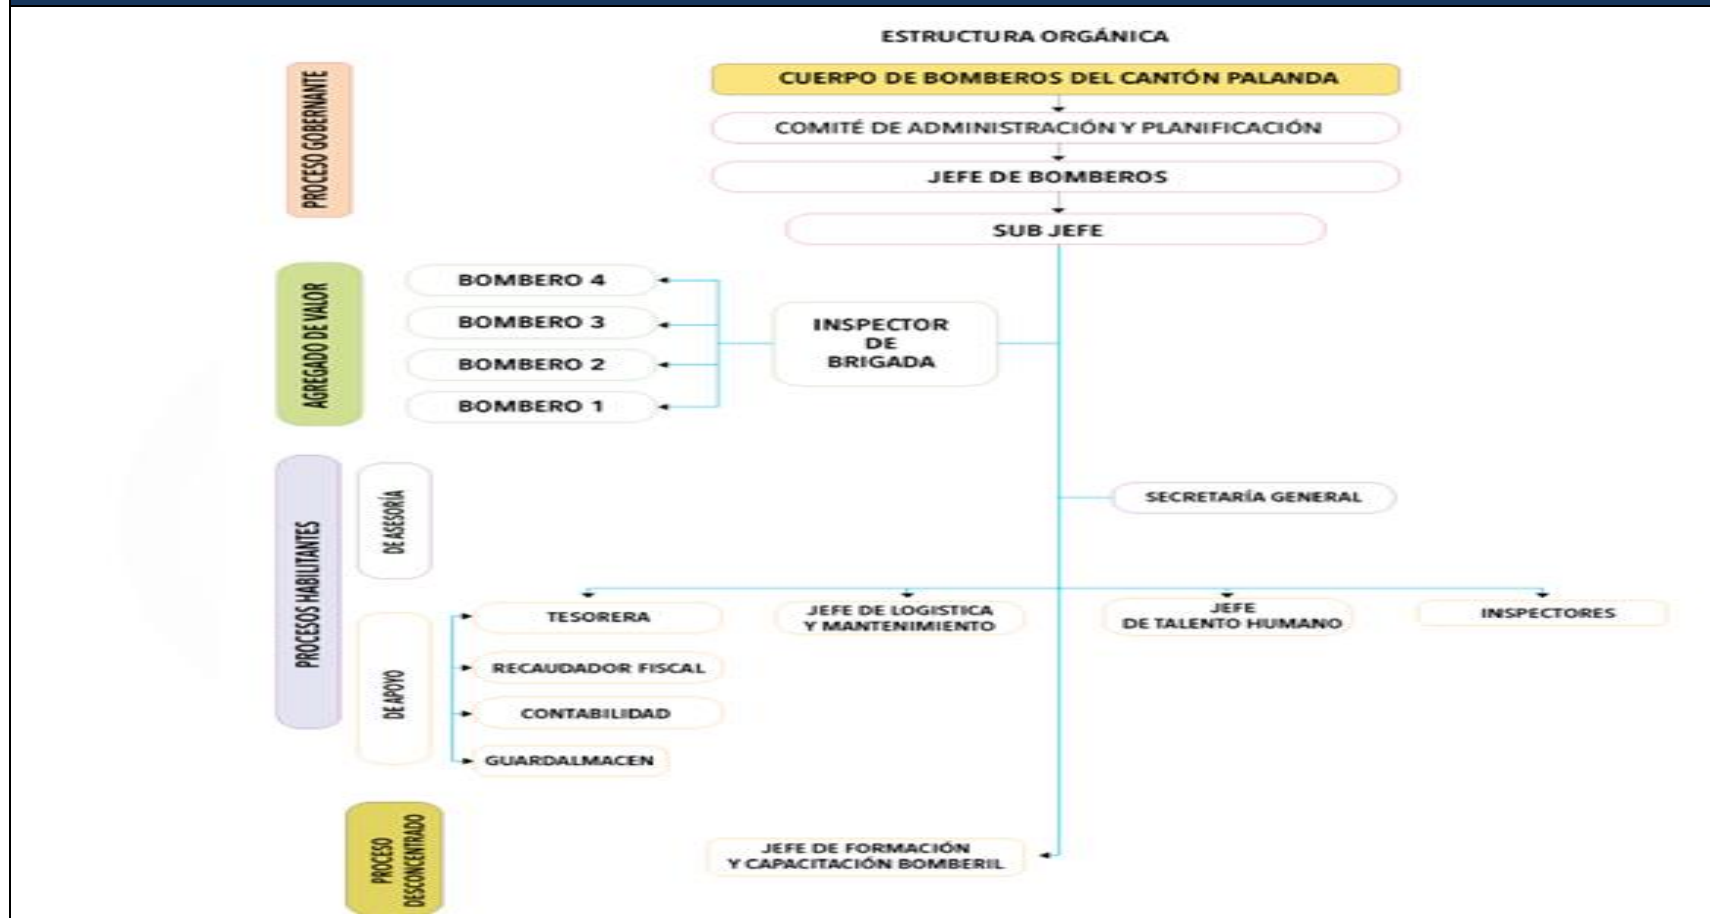 ESTRUCTURA ORGÁNICA
PROCESO GOBERNANTE
CUERPO DE BOMBEROS DEL CANTÓN PALANDA
COMITÉ DE ADMINISTRACIÓN Y PLANIFICACIÓN
JEFE DE BOMBEROS
SUB JEFE
AGREGADO DE VALOR
BOMBERO 4
BOMBERO 3
BOMBERO 2
BOMBERO 1
INSPECTOR
DE
BRIGADA
PROCESOS HABILITANTES
DE ASESORÍA
SECRETARÍA GENERAL
DE APOYO
TESORERA
JEFE DE LOGISTICA
Y MANTENIMIENTO
JEFE
DE TALENTO HUMANO
INSPECTORES
RECAUDADOR FISCAL
CONTABILIDAD
GUARDALMACEN
PROCESO
DESCONCENTRADO
JEFE DE FORMACIÓN
Y CAPACITACIÓN BOMBERIL